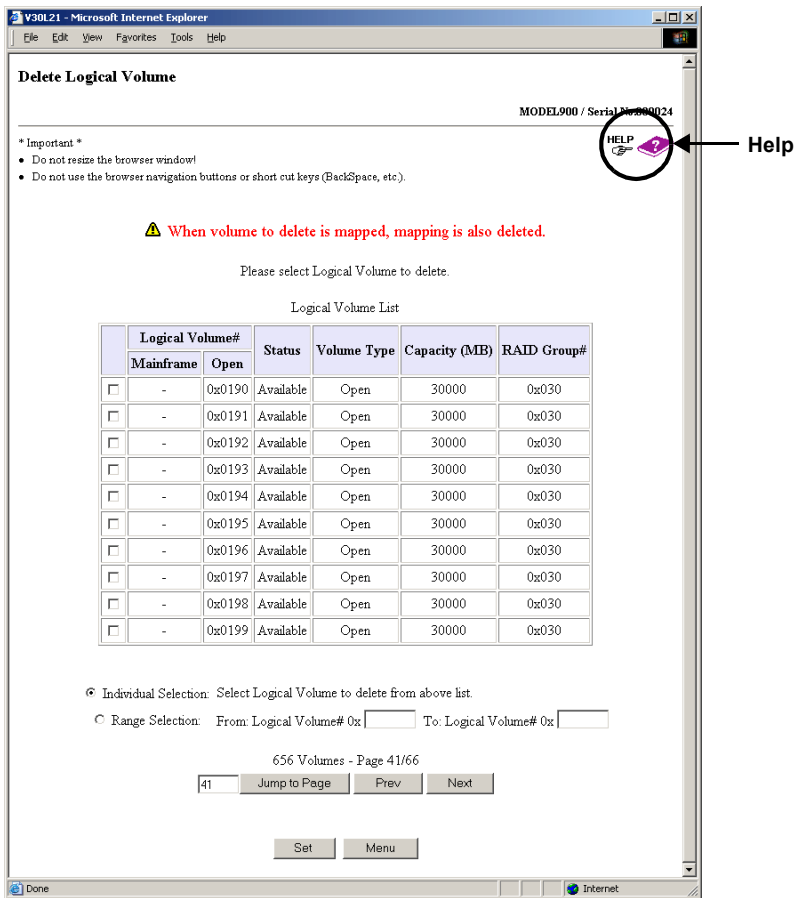 V30L21 - Microsoft Internet Explorer
File Edit View Favorites Tools Help
Delete Logical Volume
MODEL900 / Serial No.
* Important *
HELP
?
Help
• Do not resize the browser window!
• Do not use the browser navigation buttons or short cut keys (BackSpace, etc.).
When volume to delete is mapped, mapping is also deleted.
Please select Logical Volume to delete.
Logical Volume List
Logical Volume# Status Volume Type Capacity (MB) RAID Group#
Mainframe Open
- 0x0190 Available Open 30000 0x030
- 0x0191 Available Open 30000 0x030
- 0x0192 Available Open 30000 0x030
- 0x0193 Available Open 30000 0x030
- 0x0194 Available Open 30000 0x030
- 0x0195 Available Open 30000 0x030
- 0x0196 Available Open 30000 0x030
- 0x0197 Available Open 30000 0x030
- 0x0198 Available Open 30000 0x030
- 0x0199 Available Open 30000 0x030
Individual Selection: Select Logical Volume to delete from above list.
Range Selection: From: Logical Volume# 0x To: Logical Volume# 0x
656 Volumes - Page 41/66
41 Jump to Page Prev Next
Set Menu
Done Internet